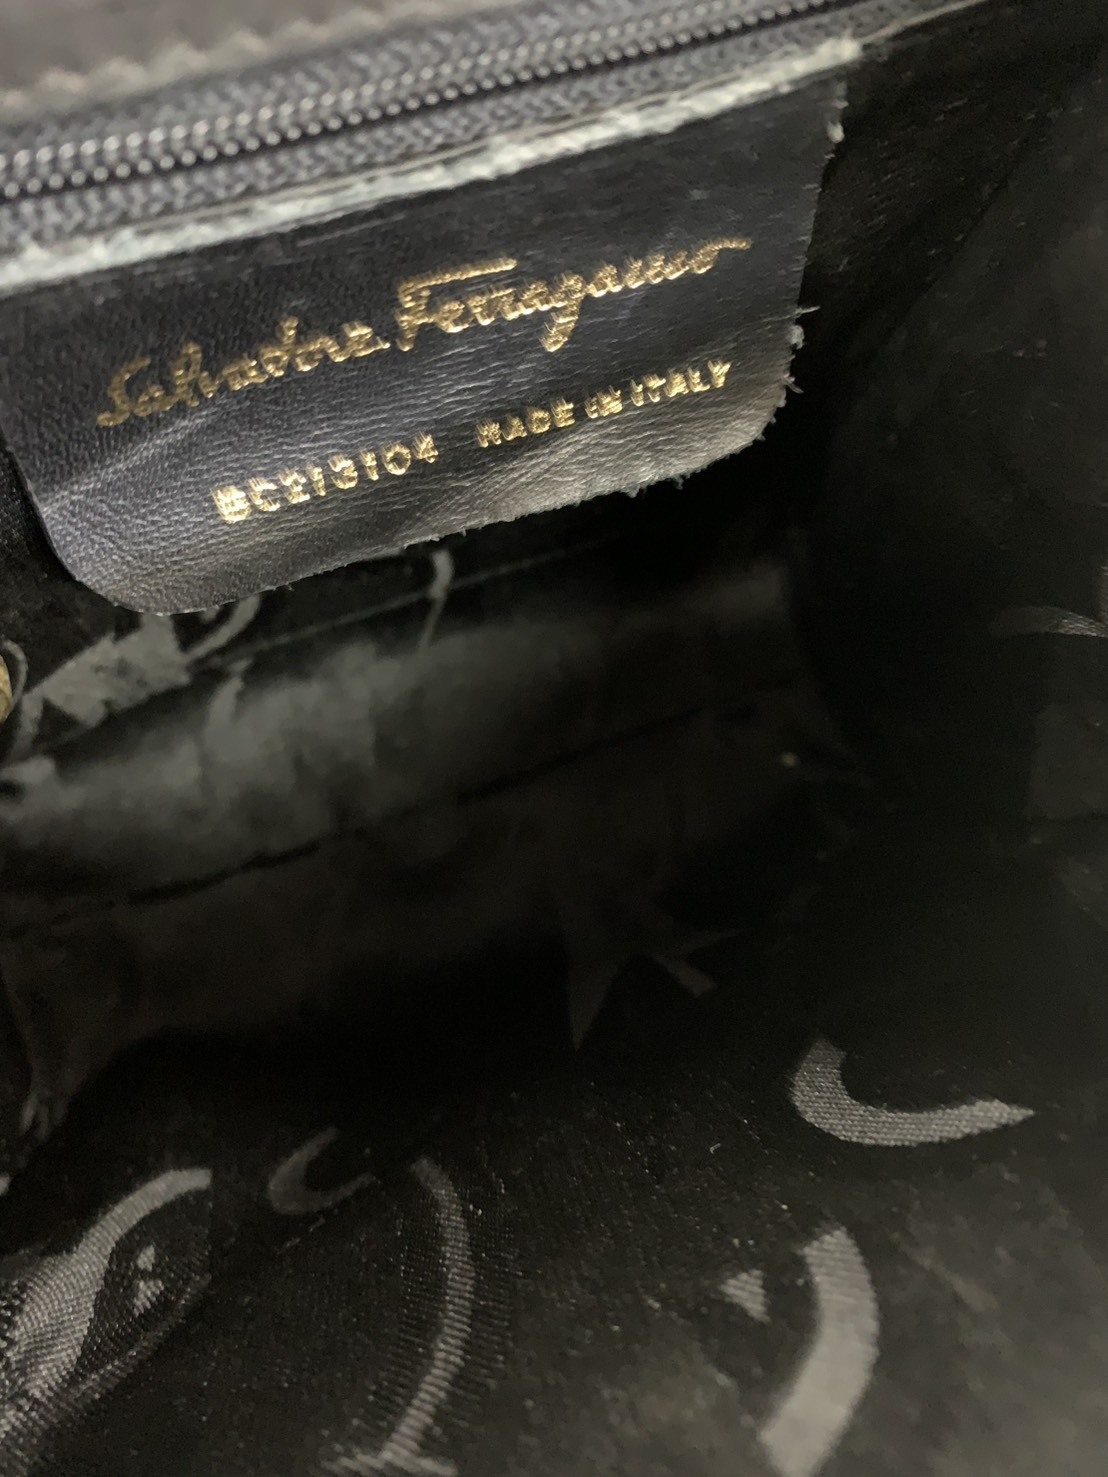 Salvatore Ferragamo
BC213104 MADE IN ITALY